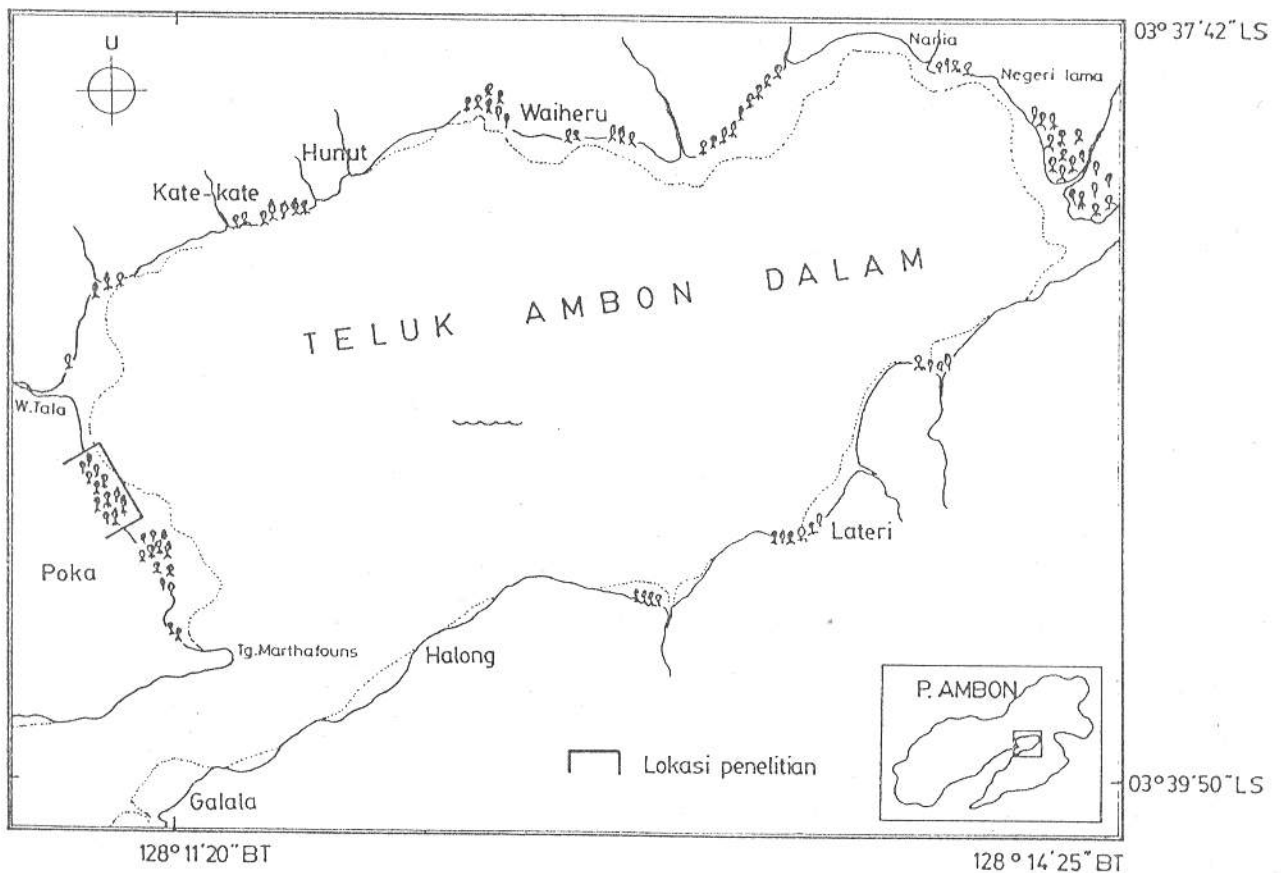 03°37'42" LS
U
Nania
Negeri lama
Waiheru
Hunut
Kate-kate
TELUK AMBON DALAM
W.Tala
Lateri
Poka
Tg.Marthafouns
Halong
P. AMBON
Lokasi penelitian
03°39'50" LS
Galala
128°11'20" BT
128°14'25" BT